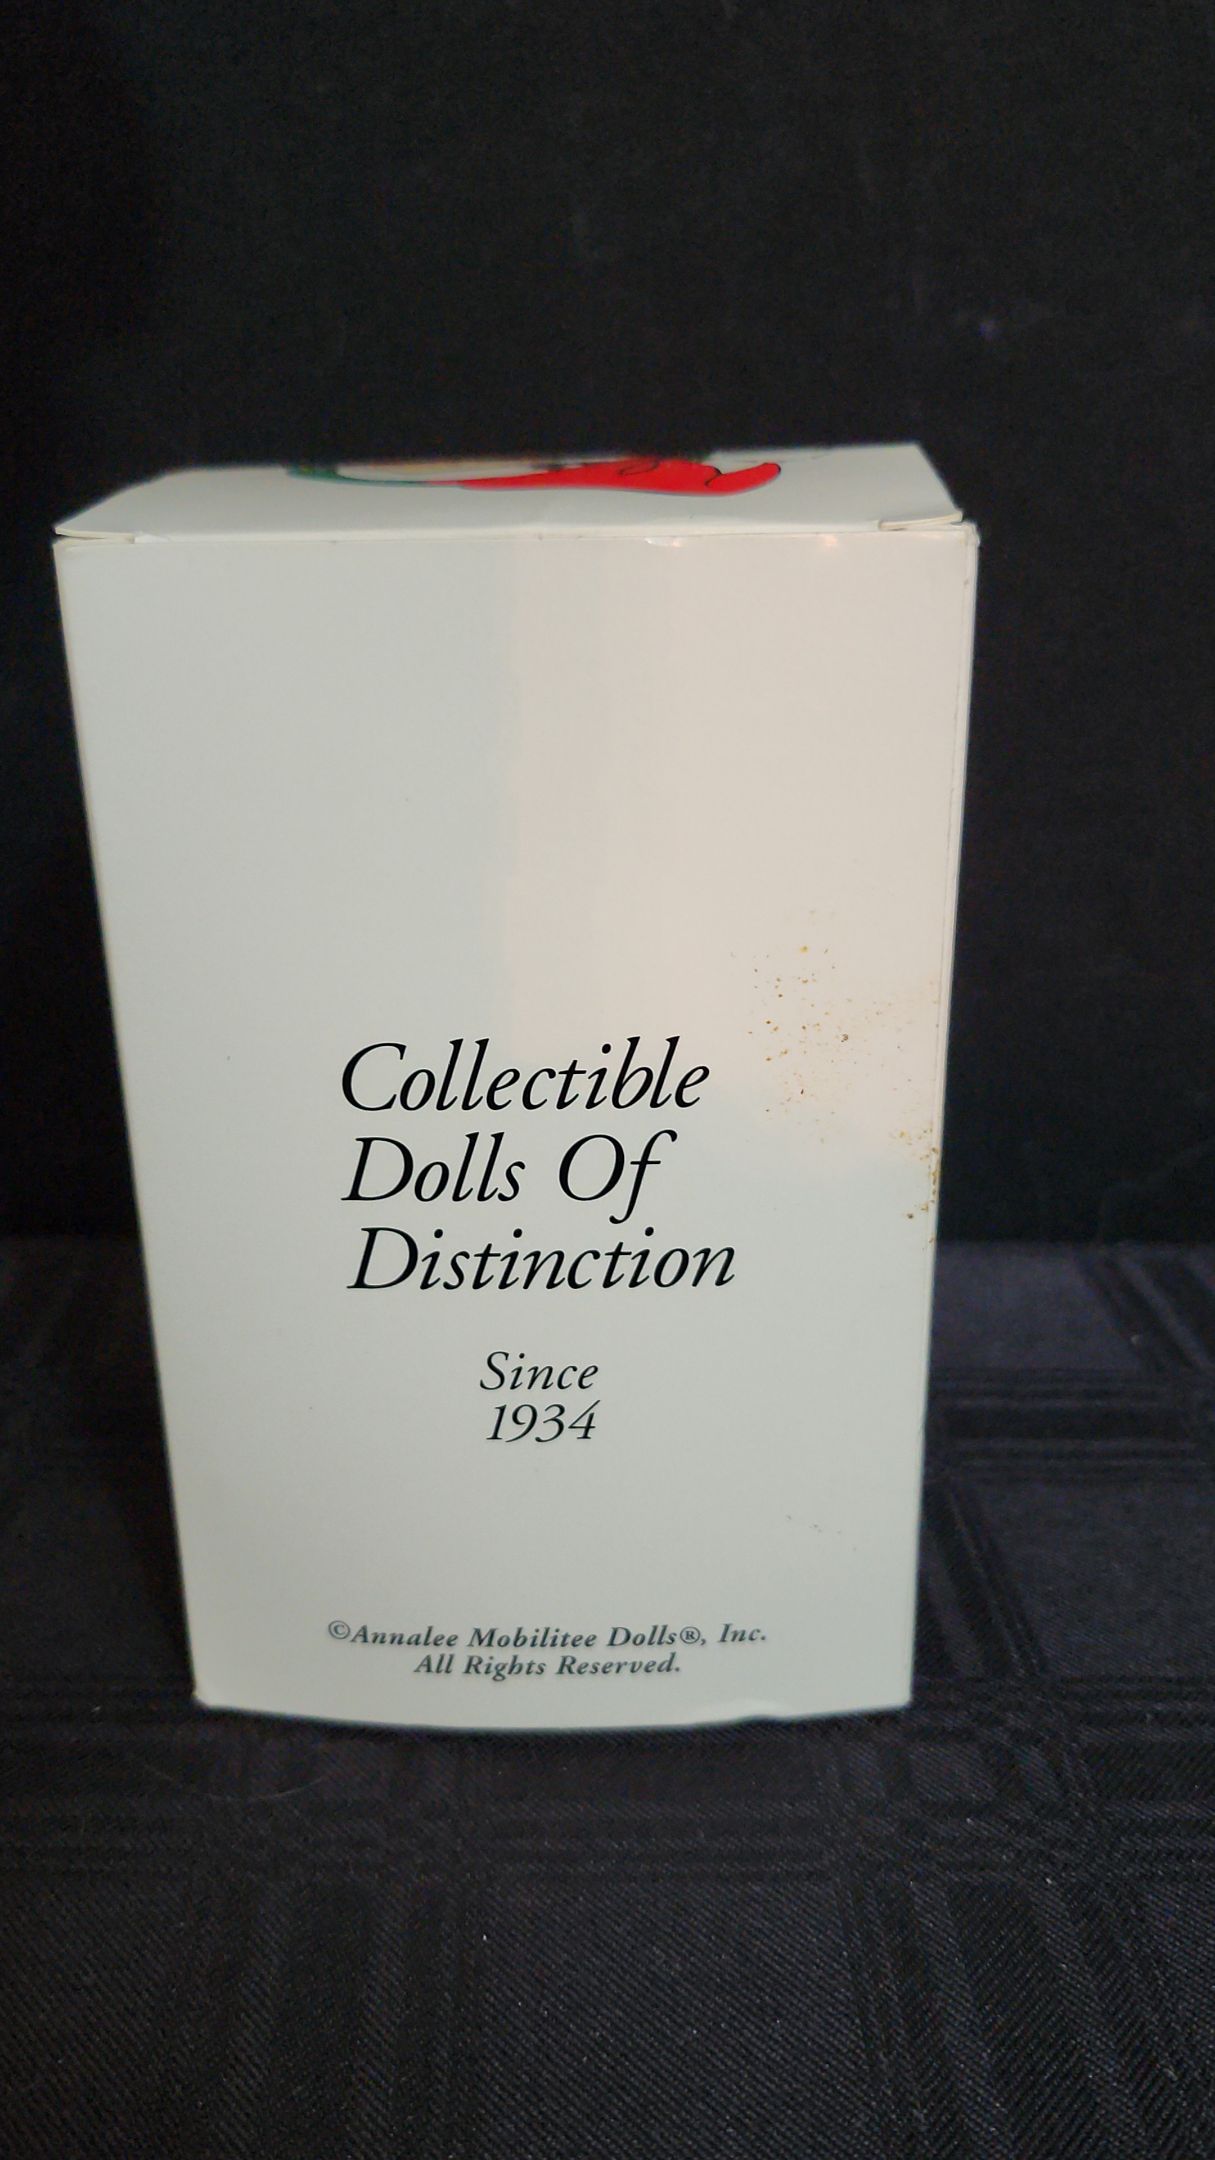 Collectible
Dolls Of
Distinction
Since
1934
©Annalee Mobilitee Dolls®, Inc.
All Rights Reserved.